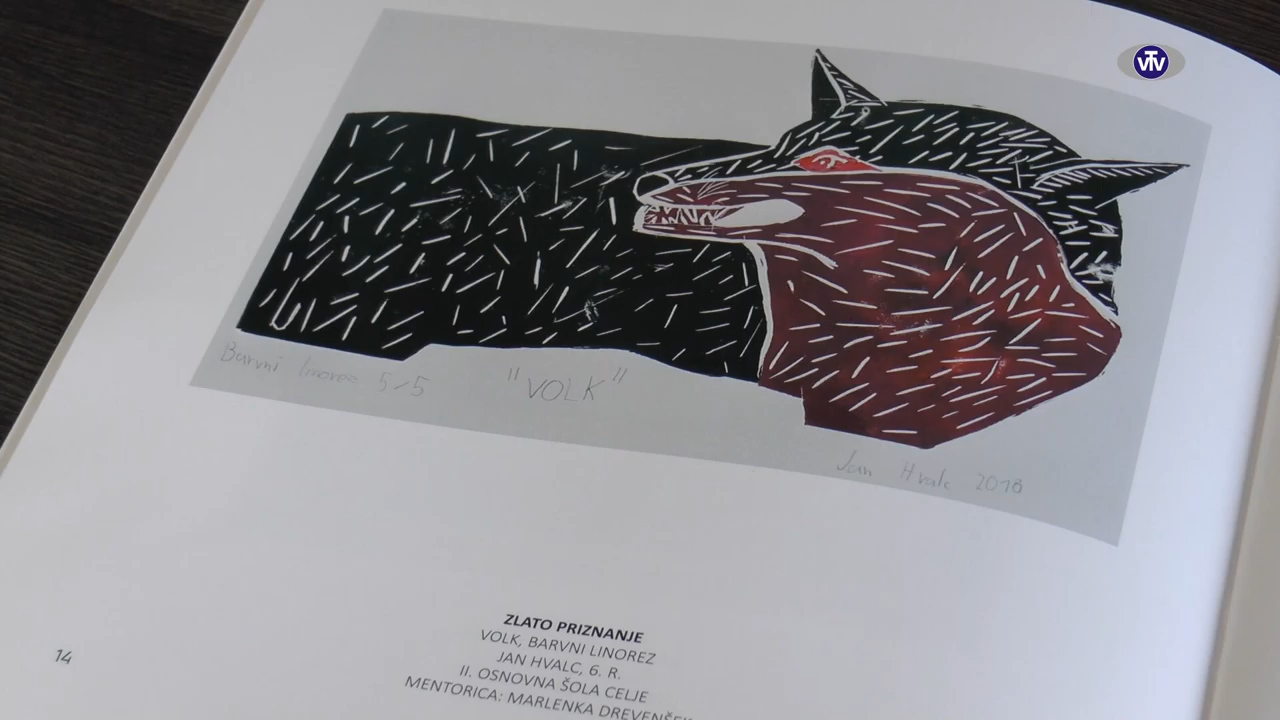 VTV
Barvni linorez 5/5
"VOLK"
Jan Hvalc 2018
ZLATO PRIZNANJE
VOLK, BARVNI LINOREZ
JAN HVALC, 6. R.
II. OSNOVNA ŠOLA CELJE
MENTORICA: MARLENKA DREVENŠEK
14